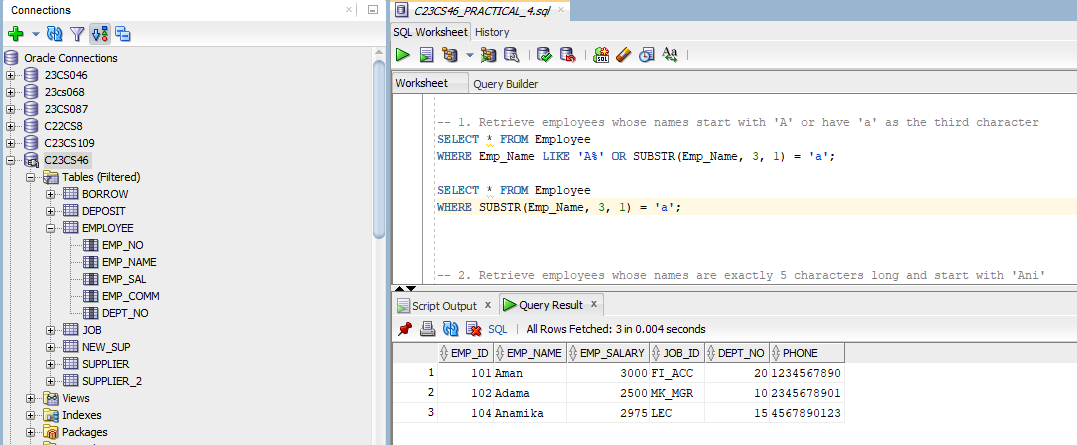 Connections
Oracle Connections
23CS046
23cs068
23CS087
C22CS8
C23CS109
C23CS46
Tables (Filtered)
BORROW
DEPOSIT
EMPLOYEE
EMP_NO
EMP_NAME
EMP_SAL
EMP_COMM
DEPT_NO
JOB
NEW_SUP
SUPPLIER
SUPPLIER_2
Views
Indexes
Packages
C23CS46_PRACTICAL_4.sql
SQL Worksheet History
Worksheet Query Builder
-- 1. Retrieve employees whose names start with 'A' or have 'a' as the third character
SELECT * FROM Employee
WHERE Emp_Name LIKE 'A%' OR SUBSTR(Emp_Name, 3, 1) = 'a';
SELECT * FROM Employee
WHERE SUBSTR(Emp_Name, 3, 1) = 'a';
-- 2. Retrieve employees whose names are exactly 5 characters long and start with 'Ani'
Script Output x Query Result x
SQL | All Rows Fetched: 3 in 0.004 seconds
EMP_ID EMP_NAME EMP_SALARY JOB_ID DEPT_NO PHONE
1 101 Aman 3000 FI_ACC 20 1234567890
2 102 Adama 2500 MK_MGR 10 2345678901
3 104 Anamika 2975 LEC 15 4567890123